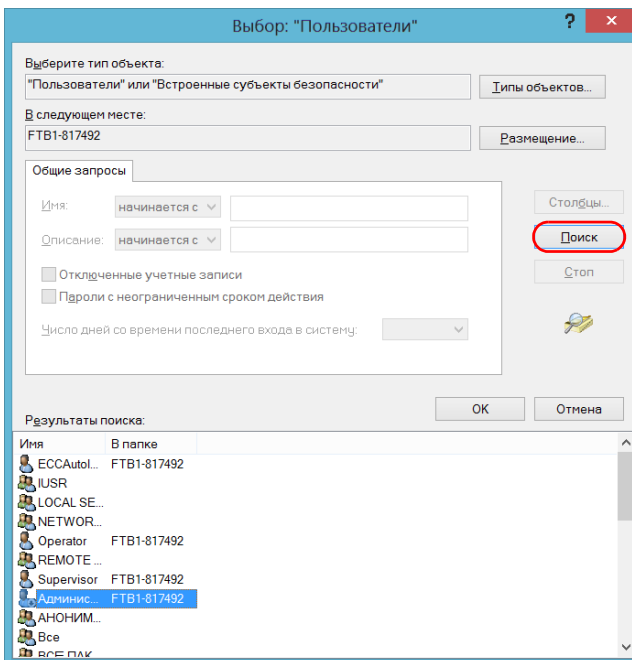 Выбор: "Пользователи"
?
Выберите тип объекта:
"Пользователи" или "Встроенные субъекты безопасности"
Типы объектов...
В следующем месте:
FTB1-817492
Размещение...
Общие запросы
Имя: начинается с
Столбцы...
Описание: начинается с
Поиск
Отключенные учетные записи
Стоп
Пароли с неограниченным сроком действия
Число дней со времени последнего входа в систему:
OK Отмена
Результаты поиска:
Имя В папке
ECCAutol... FTB1-817492
IUSR
LOCAL SE...
NETWOR...
Operator FTB1-817492
REMOTE ...
Supervisor FTB1-817492
Админис... FTB1-817492
АНОНИМ...
Все
ВСЕ ПАК